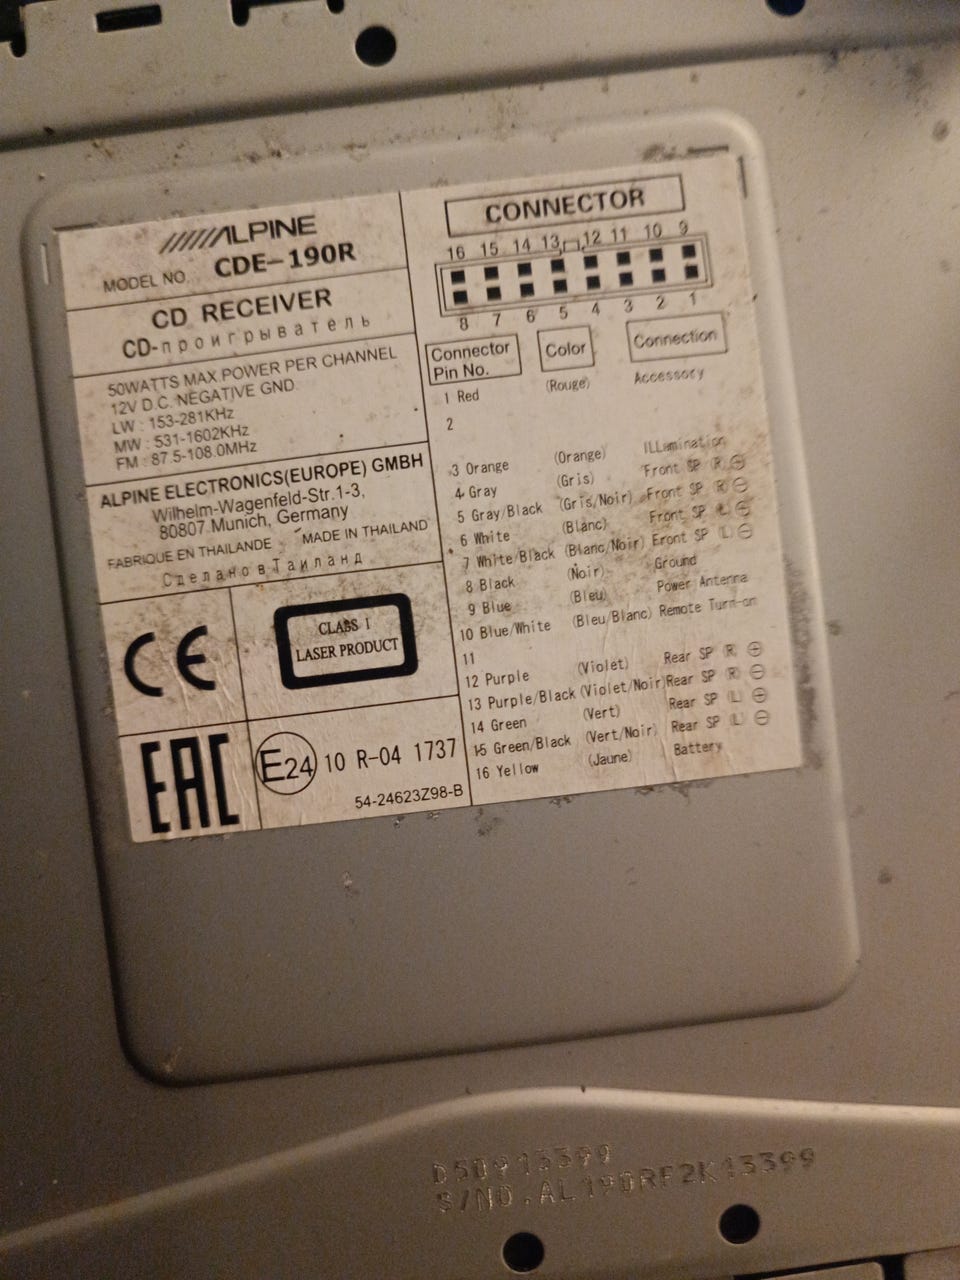 ALPINE
MODEL NO. CDE-190R
CD RECEIVER
CD-проигрыватель
50WATTS MAX.POWER PER CHANNEL
12V D.C. NEGATIVE GND
LW : 153-281KHz
MW : 531-1602KHz
FM : 87.5-108.0MHz
ALPINE ELECTRONICS(EUROPE) GMBH
Wilhelm-Wagenfeld-Str.1-3,
80807 Munich, Germany
FABRIQUE EN THAILANDE MADE IN THAILAND
Сделано в Таиланд
CE
CLASS 1
LASER PRODUCT
EAC
E24 10 R-04 1737
54-24623Z98-B
CONNECTOR
16 15 14 13 12 11 10 9
8 7 6 5 4 3 2 1
Connector Pin No. Color Connection
1 Red (Rouge) Accessory
2
3 Orange (Orange) ILLumination
4 Gray (Gris) Front SP (R) ⊕
5 Gray/Black (Gris/Noir) Front SP (R) ⊖
6 White (Blanc) Front SP (L) ⊕
7 White/Black (Blanc/Noir) Front SP (L) ⊖
8 Black (Noir) Ground
9 Blue (Bleu) Power Antenna
10 Blue/White (Bleu/Blanc) Remote Turn-on
11
12 Purple (Violet) Rear SP (R) ⊕
13 Purple/Black (Violet/Noir) Rear SP (R) ⊖
14 Green (Vert) Rear SP (L) ⊕
15 Green/Black (Vert/Noir) Rear SP (L) ⊖
16 Yellow (Jaune) Battery
D50913399
S/NO.AL190RF2K13399